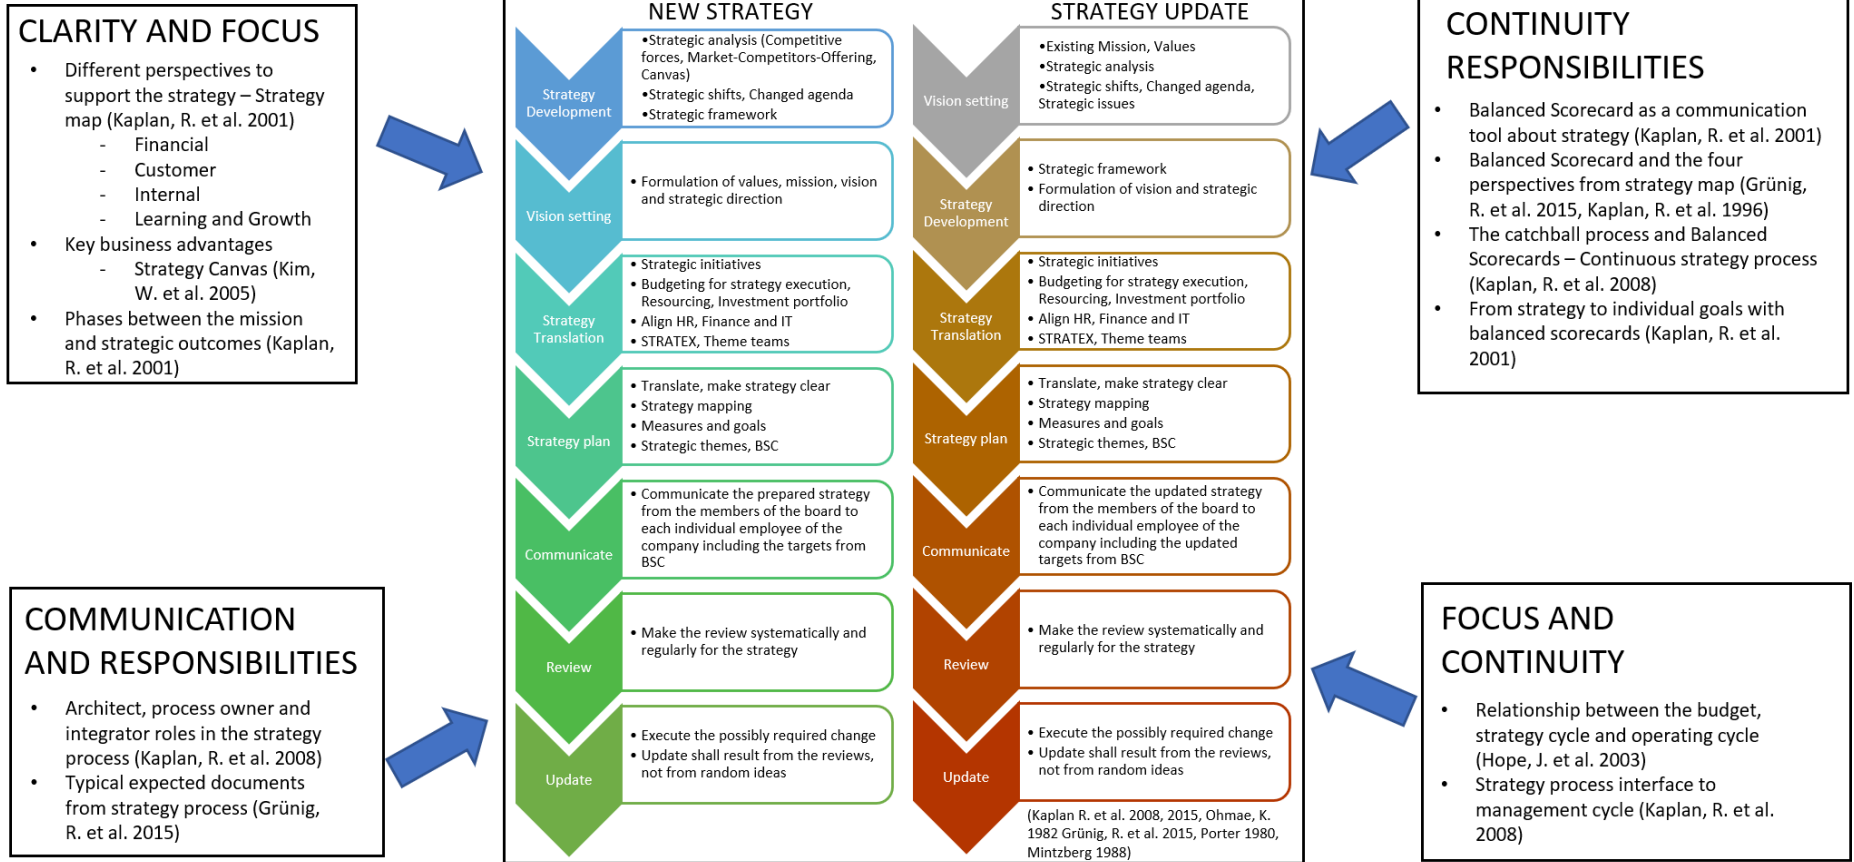 CLARITY AND FOCUS
• Different perspectives to
support the strategy – Strategy
map (Kaplan, R. et al. 2001)
- Financial
- Customer
- Internal
- Learning and Growth
• Key business advantages
- Strategy Canvas (Kim,
W. et al. 2005)
• Phases between the mission
and strategic outcomes (Kaplan,
R. et al. 2001)
COMMUNICATION
AND RESPONSIBILITIES
• Architect, process owner and
integrator roles in the strategy
process (Kaplan, R. et al. 2008)
• Typical expected documents
from strategy process (Grünig,
R. et al. 2015)
NEW STRATEGY
Strategy
Development
•Strategic analysis (Competitive
forces, Market-Competitors-Offering,
Canvas)
•Strategic shifts, Changed agenda
•Strategic framework
Vision setting
• Formulation of values, mission, vision
and strategic direction
Strategy
Translation
• Strategic initiatives
• Budgeting for strategy execution,
Resourcing, Investment portfolio
• Align HR, Finance and IT
• STRATEX, Theme teams
Strategy plan
• Translate, make strategy clear
• Strategy mapping
• Measures and goals
• Strategic themes, BSC
Communicate
• Communicate the prepared strategy
from the members of the board to
each individual employee of the
company including the targets from
BSC
Review
• Make the review systematically and
regularly for the strategy
Update
• Execute the possibly required change
• Update shall result from the reviews,
not from random ideas
STRATEGY UPDATE
Vision setting
•Existing Mission, Values
•Strategic analysis
•Strategic shifts, Changed agenda,
Strategic issues
Strategy
Development
• Strategic framework
• Formulation of vision and strategic
direction
Strategy
Translation
• Strategic initiatives
• Budgeting for strategy execution,
Resourcing, Investment portfolio
• Align HR, Finance and IT
• STRATEX, Theme teams
Strategy plan
• Translate, make strategy clear
• Strategy mapping
• Measures and goals
• Strategic themes, BSC
Communicate
• Communicate the updated strategy
from the members of the board to
each individual employee of the
company including the updated
targets from BSC
Review
• Make the review systematically and
regularly for the strategy
Update
• Execute the possibly required change
• Update shall result from the reviews,
not from random ideas
(Kaplan R. et al. 2008, 2015, Ohmae, K.
1982 Grünig, R. et al. 2015, Porter 1980,
Mintzberg 1988)
CONTINUITY
RESPONSIBILITIES
• Balanced Scorecard as a communication
tool about strategy (Kaplan, R. et al. 2001)
• Balanced Scorecard and the four
perspectives from strategy map (Grünig,
R. et al. 2015, Kaplan, R. et al. 1996)
• The catchball process and Balanced
Scorecards – Continuous strategy process
(Kaplan, R. et al. 2008)
• From strategy to individual goals with
balanced scorecards (Kaplan, R. et al.
2001)
FOCUS AND
CONTINUITY
• Relationship between the budget,
strategy cycle and operating cycle
(Hope, J. et al. 2003)
• Strategy process interface to
management cycle (Kaplan, R. et al.
2008)